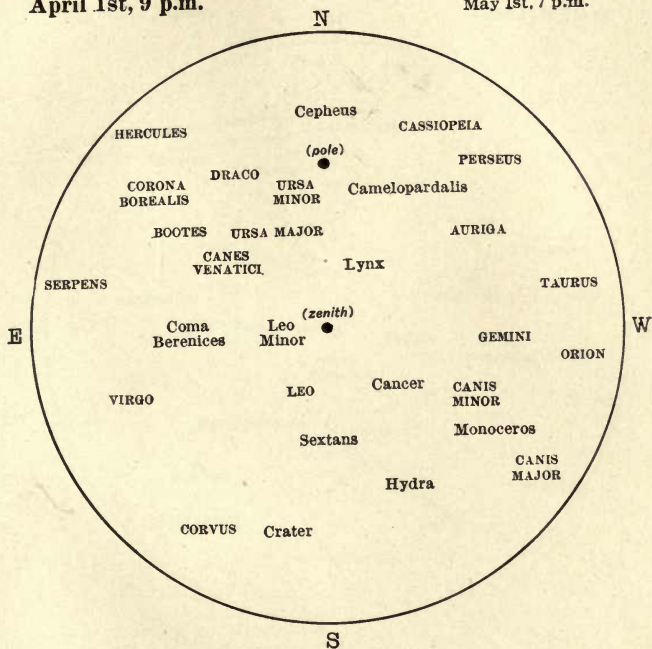 April 1st, 9 p.m.
May 1st, 7 p.m.
N
Cepheus
HERCULES
CASSIOPEIA
(pole)
PERSEUS
DRACO
URSA
MINOR
Camelopardalis
CORONA
BOREALIS
BOOTES
URSA MAJOR
AURIGA
CANES
VENATICI
Lynx
SERPENS
TAURUS
(zenith)
E
Coma
Berenices
Leo
Minor
GEMINI
W
ORION
VIRGO
LEO
Cancer
CANIS
MINOR
Sextans
Monoceros
CANIS
MAJOR
Hydra
CORVUS
Crater
S